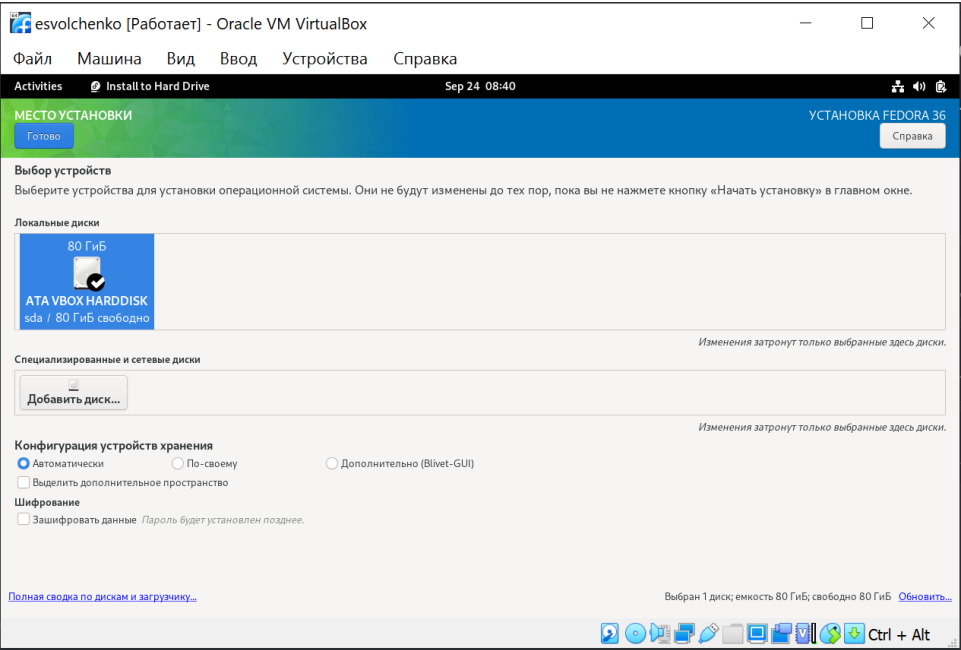 esvolchenko [Работает] - Oracle VM VirtualBox
Файл Машина Вид Ввод Устройства Справка
Activities Install to Hard Drive Sep 24 08:40
МЕСТО УСТАНОВКИ УСТАНОВКА FEDORA 36
Готово Справка
Выбор устройств
Выберите устройства для установки операционной системы. Они не будут изменены до тех пор, пока вы не нажмете кнопку «Начать установку» в главном окне.
Локальные диски
80 ГиБ
ATA VBOX HARDDISK
sda / 80 ГиБ свободно
Изменения затронут только выбранные здесь диски.
Специализированные и сетевые диски
Добавить диск...
Изменения затронут только выбранные здесь диски.
Конфигурация устройств хранения
Автоматически По-своему Дополнительно (Blivet-GUI)
Выделить дополнительное пространство
Шифрование
Зашифровать данные Пароль будет установлен позднее.
Полная сводка по дискам и загрузчику... Выбран 1 диск; емкость 80 ГиБ; свободно 80 ГиБ Обновить...
Ctrl + Alt